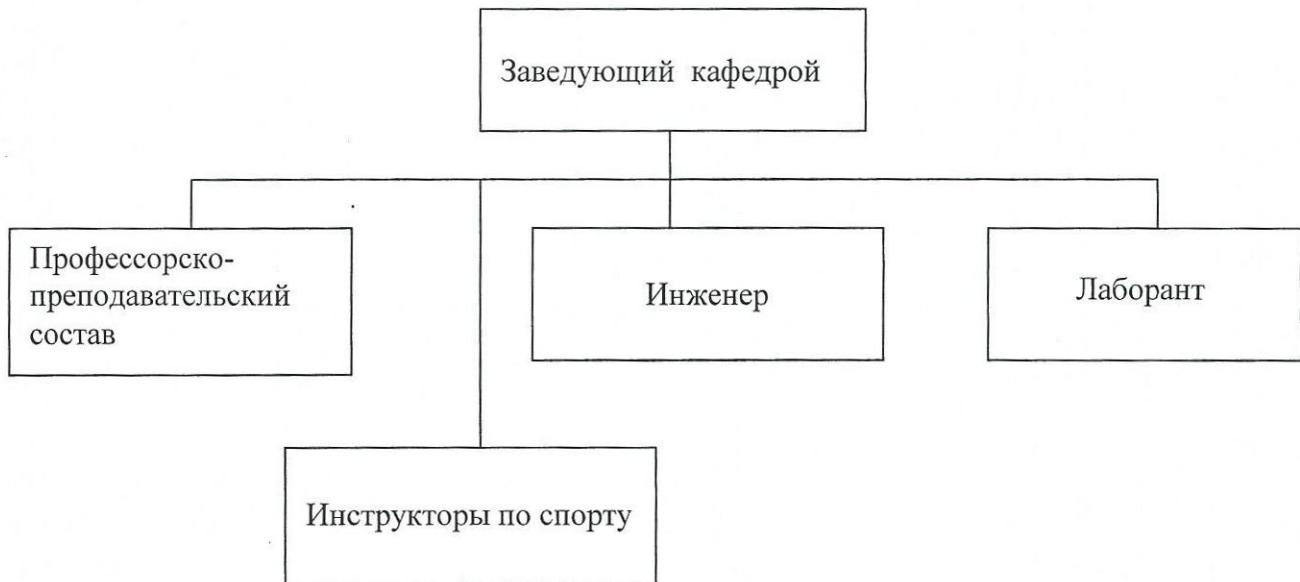 Заведующий кафедрой
Профессорско-
преподавательский
состав
Инженер
Лаборант
Инструкторы по спорту